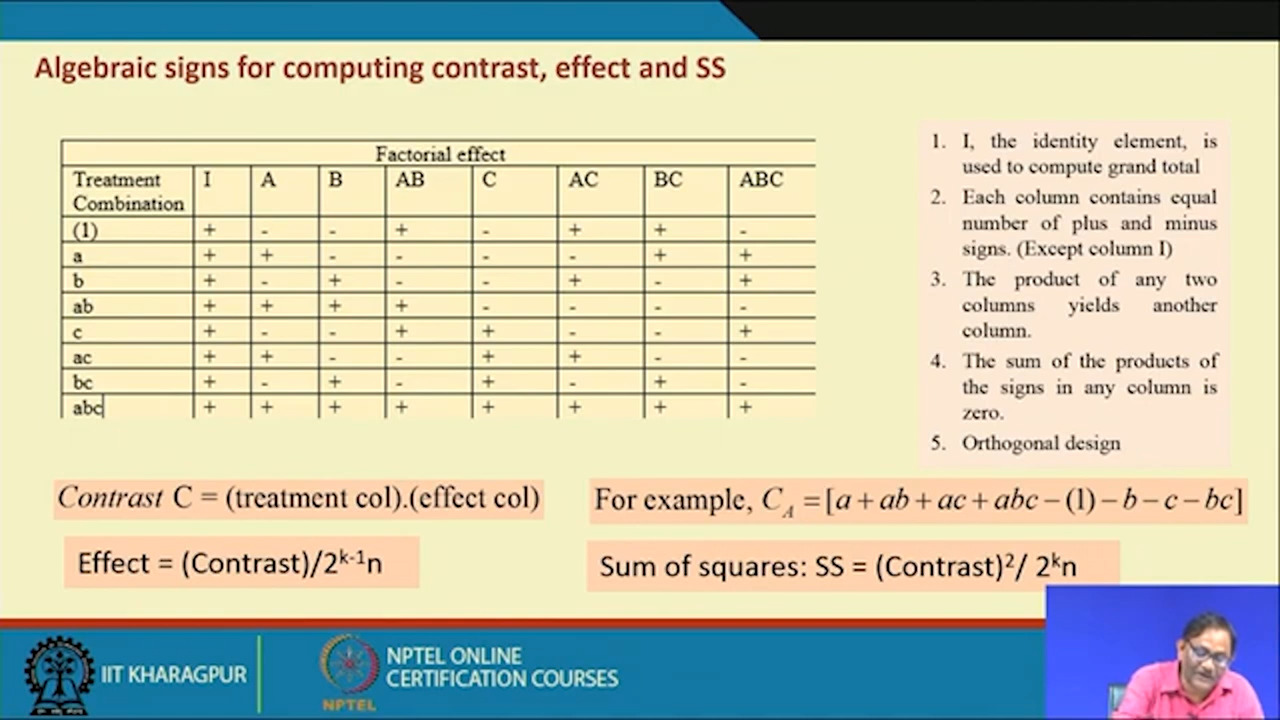 Algebraic signs for computing contrast, effect and SS
Factorial effect
Treatment Combination I A B AB C AC BC ABC
(1) + - - + - + + -
a + + - - - - + +
b + - + - - + - +
ab + + + + - - - -
c + - - + + - - +
ac + + - - + + - -
bc + - + - + - + -
abc + + + + + + + +
1. I, the identity element, is
used to compute grand total
2. Each column contains equal
number of plus and minus
signs. (Except column I)
3. The product of any two
columns yields another
column.
4. The sum of the products of
the signs in any column is
zero.
5. Orthogonal design
Contrast C = (treatment col).(effect col)
For example, C_A = [a + ab + ac + abc – (1) – b – c – bc]
Effect = (Contrast)/2^{k-1}n
Sum of squares: SS = (Contrast)²/ 2^kn
IIT KHARAGPUR
NPTEL
NPTEL ONLINE
CERTIFICATION COURSES